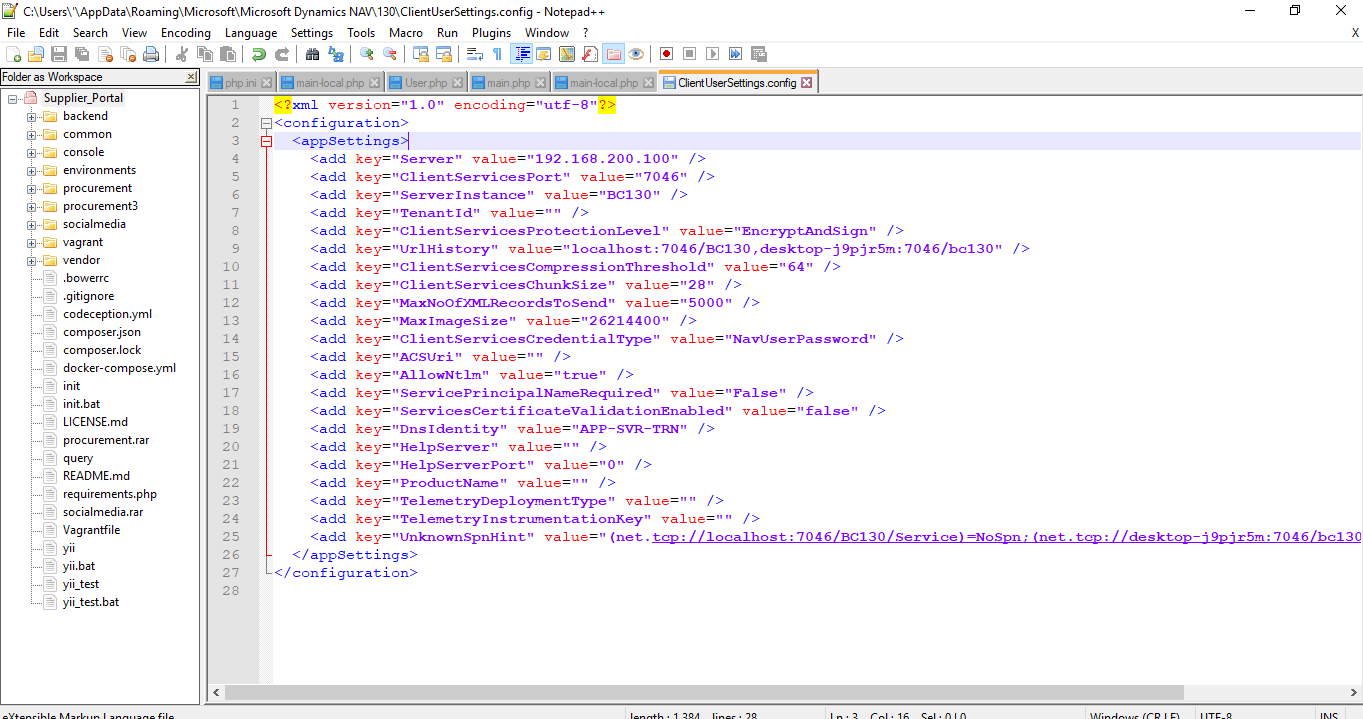 C:\Users\"\AppData\Roaming\Microsoft\Microsoft Dynamics NAV\130\ClientUserSettings.config - Notepad++
File Edit Search View Encoding Language Settings Tools Macro Run Plugins Window ? X
Folder as Workspace
php.ini main-local.php User.php main.php main-local.php ClientUserSettings.config
Supplier_Portal
backend
common
console
environments
procurement
procurement3
socialmedia
vagrant
vendor
.bowerrc
.gitignore
codeception.yml
composer.json
composer.lock
docker-compose.yml
init
init.bat
LICENSE.md
procurement.rar
query
README.md
requirements.php
socialmedia.rar
Vagrantfile
yii
yii.bat
yii_test
yii_test.bat
1 <?xml version="1.0" encoding="utf-8"?>
2 <configuration>
3 <appSettings>
4 <add key="Server" value="192.168.200.100" />
5 <add key="ClientServicesPort" value="7046" />
6 <add key="ServerInstance" value="BC130" />
7 <add key="TenantId" value="" />
8 <add key="ClientServicesProtectionLevel" value="EncryptAndSign" />
9 <add key="UrlHistory" value="localhost:7046/BC130,desktop-j9pjr5m:7046/bc130" />
10 <add key="ClientServicesCompressionThreshold" value="64" />
11 <add key="ClientServicesChunkSize" value="28" />
12 <add key="MaxNoOfXMLRecordsToSend" value="5000" />
13 <add key="MaxImageSize" value="26214400" />
14 <add key="ClientServicesCredentialType" value="NavUserPassword" />
15 <add key="ACSUri" value="" />
16 <add key="AllowNtlm" value="true" />
17 <add key="ServicePrincipalNameRequired" value="False" />
18 <add key="ServicesCertificateValidationEnabled" value="false" />
19 <add key="DnsIdentity" value="APP-SVR-TRN" />
20 <add key="HelpServer" value="" />
21 <add key="HelpServerPort" value="0" />
22 <add key="ProductName" value="" />
23 <add key="TelemetryDeploymentType" value="" />
24 <add key="TelemetryInstrumentationKey" value="" />
25 <add key="UnknownSpnHint" value="(net.tcp://localhost:7046/BC130/Service)=NoSpn;(net.tcp://desktop-j9pjr5m:7046/bc130
26 </appSettings>
27 </configuration>
28
eXtensible Markup Language file length : 1,384 lines : 28 Ln : 3 Col : 16 Sel : 0 | 0 Windows (CR LF) UTF-8 INS